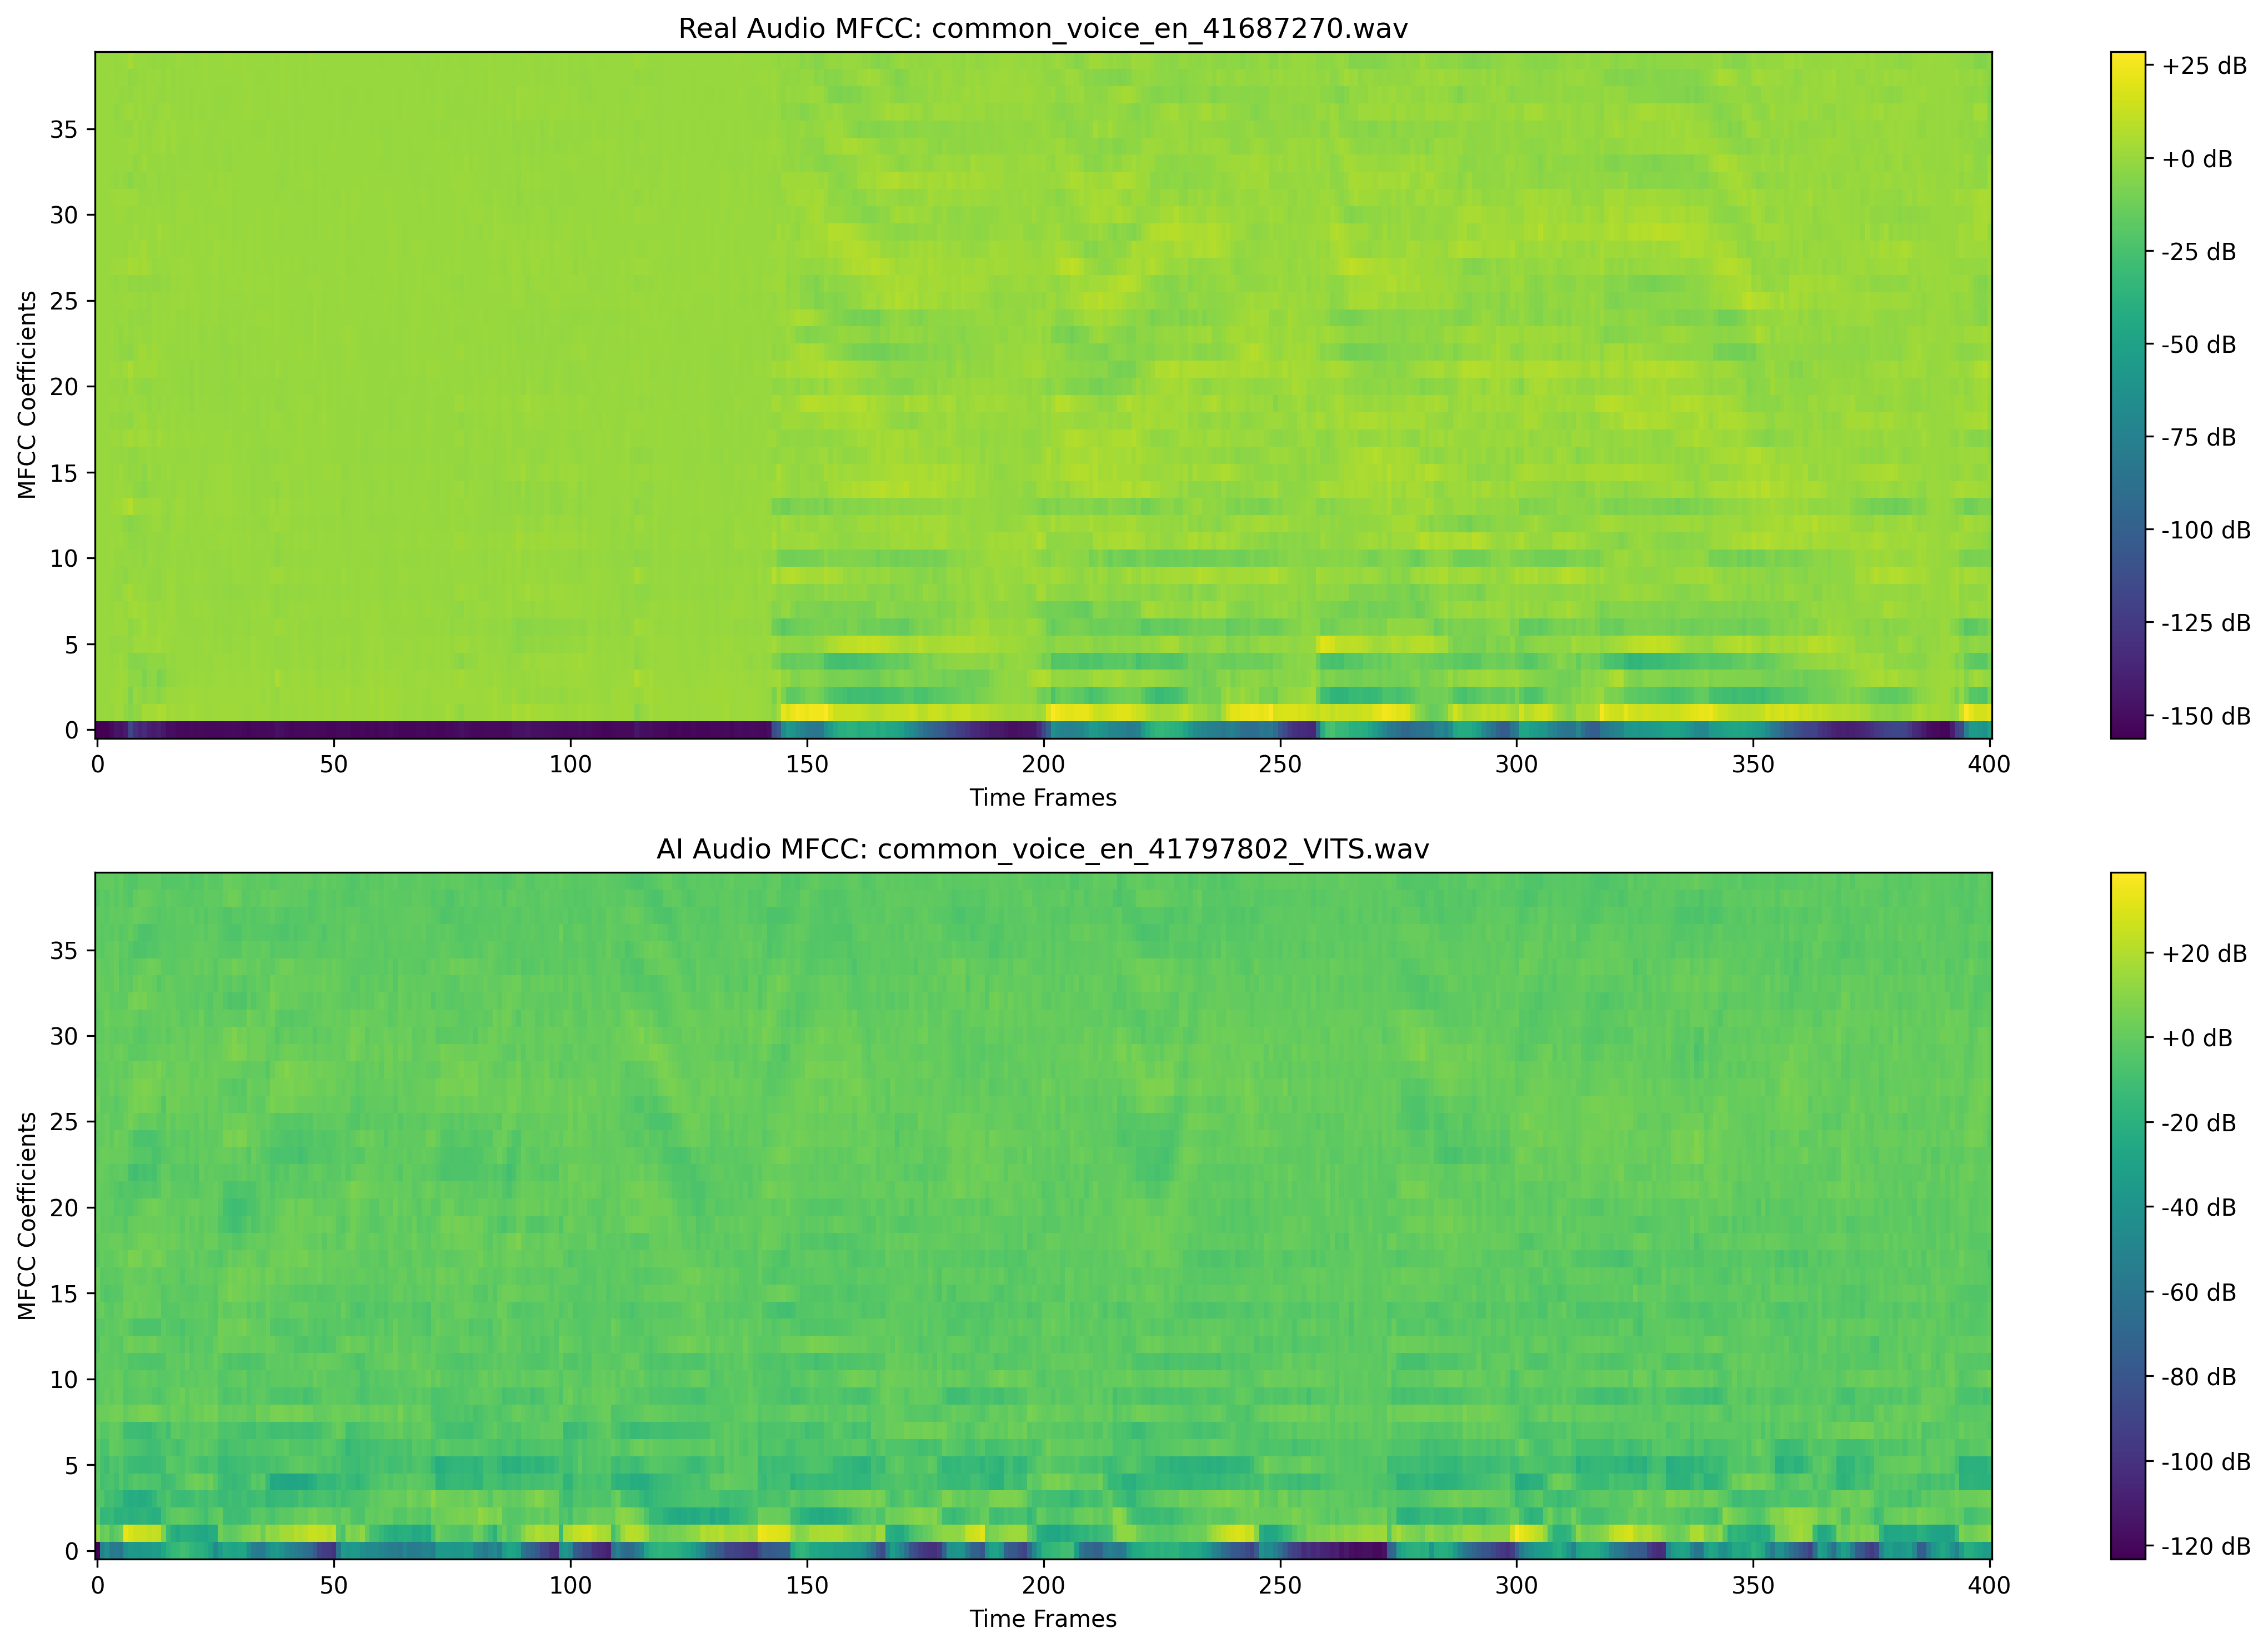 Real Audio MFCC: common_voice_en_41687270.wav
MFCC Coefficients
35
30
25
20
15
10
5
0
0 50 100 150 200 250 300 350 400
Time Frames
+25 dB
+0 dB
-25 dB
-50 dB
-75 dB
-100 dB
-125 dB
-150 dB
AI Audio MFCC: common_voice_en_41797802_VITS.wav
MFCC Coefficients
35
30
25
20
15
10
5
0
0 50 100 150 200 250 300 350 400
Time Frames
+20 dB
+0 dB
-20 dB
-40 dB
-60 dB
-80 dB
-100 dB
-120 dB